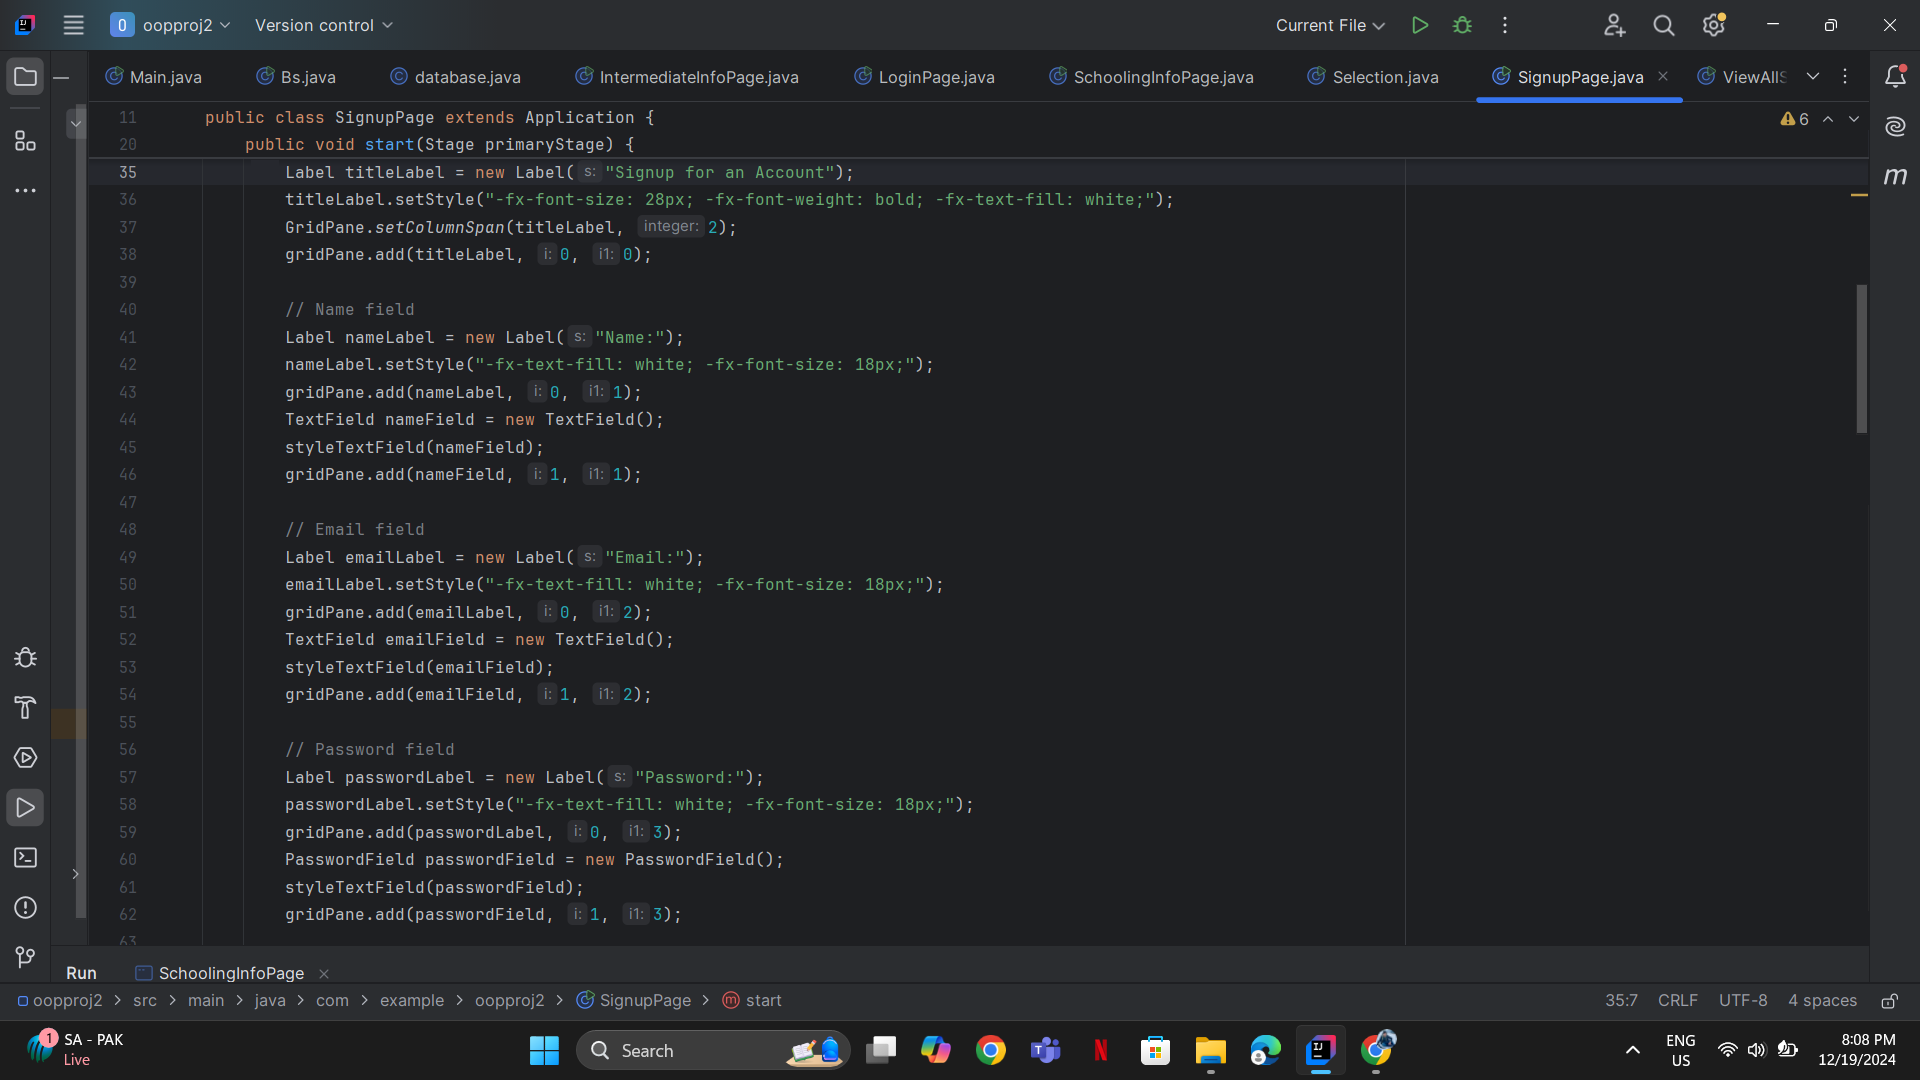 oopproj2 Version control Current File
Main.java Bs.java database.java IntermediateInfoPage.java LoginPage.java SchoolingInfoPage.java Selection.java SignupPage.java ViewAllS
11 public class SignupPage extends Application {
20 public void start(Stage primaryStage) {
6
35 Label titleLabel = new Label( s: "Signup for an Account");
36 titleLabel.setStyle("-fx-font-size: 28px; -fx-font-weight: bold; -fx-text-fill: white;");
37 GridPane.setColumnSpan(titleLabel, integer: 2);
38 gridPane.add(titleLabel, i: 0, i1: 0);
39
40 // Name field
41 Label nameLabel = new Label( s: "Name:");
42 nameLabel.setStyle("-fx-text-fill: white; -fx-font-size: 18px;");
43 gridPane.add(nameLabel, i: 0, i1: 1);
44 TextField nameField = new TextField();
45 styleTextField(nameField);
46 gridPane.add(nameField, i: 1, i1: 1);
47
48 // Email field
49 Label emailLabel = new Label( s: "Email:");
50 emailLabel.setStyle("-fx-text-fill: white; -fx-font-size: 18px;");
51 gridPane.add(emailLabel, i: 0, i1: 2);
52 TextField emailField = new TextField();
53 styleTextField(emailField);
54 gridPane.add(emailField, i: 1, i1: 2);
55
56 // Password field
57 Label passwordLabel = new Label( s: "Password:");
58 passwordLabel.setStyle("-fx-text-fill: white; -fx-font-size: 18px;");
59 gridPane.add(passwordLabel, i: 0, i1: 3);
60 PasswordField passwordField = new PasswordField();
61 styleTextField(passwordField);
62 gridPane.add(passwordField, i: 1, i1: 3);
63
Run SchoolingInfoPage
oopproj2 > src > main > java > com > example > oopproj2 > SignupPage > start 35:7 CRLF UTF-8 4 spaces
1 SA - PAK
Live
Search
ENG
US
8:08 PM
12/19/2024